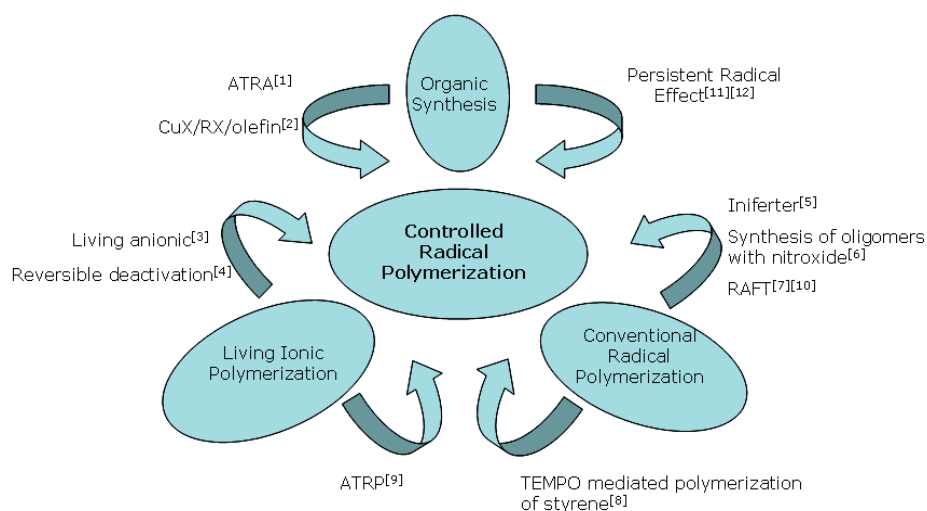 Organic
Synthesis
ATRA[1]
CuX/RX/olefin[2]
Persistent Radical
Effect[11][12]
Controlled
Radical
Polymerization
Living anionic[3]
Reversible deactivation[4]
Iniferter[5]
Synthesis of oligomers
with nitroxide[6]
RAFT[7][10]
Living Ionic
Polymerization
Conventional
Radical
Polymerization
ATRP[9]
TEMPO mediated polymerization
of styrene[8]